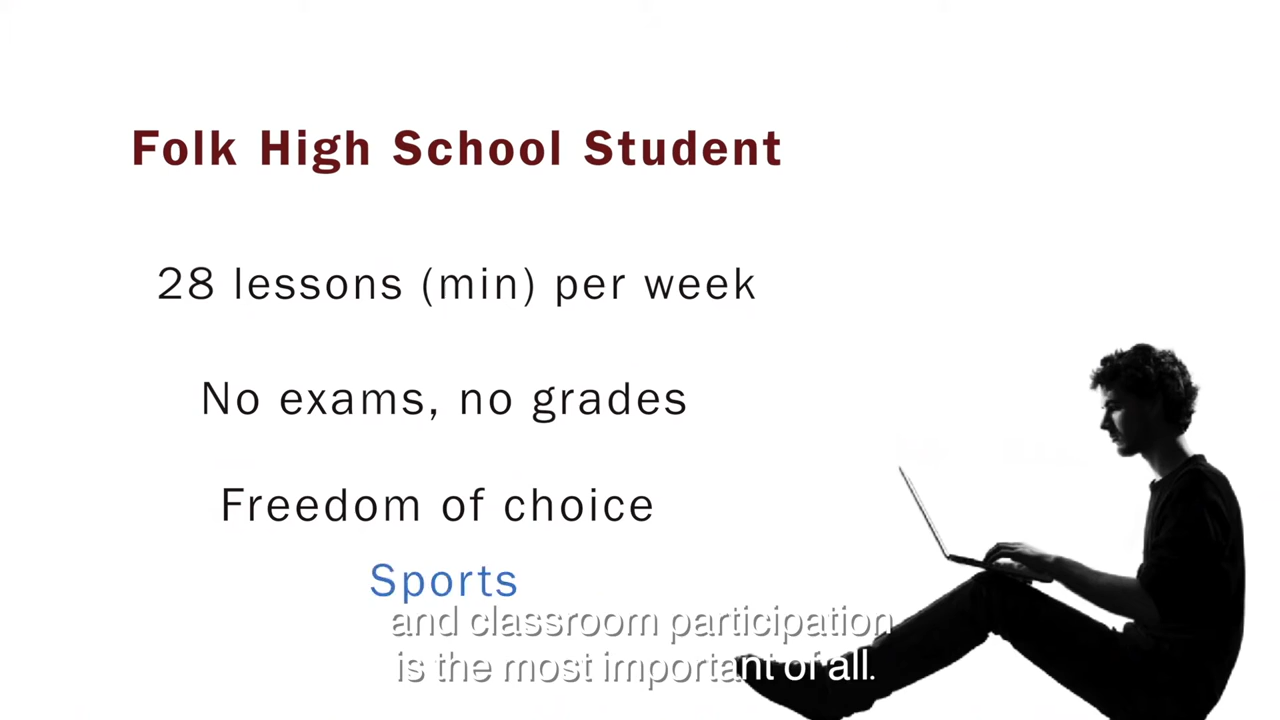 Folk High School Student
28 lessons (min) per week
No exams, no grades
Freedom of choice
Sports
and classroom participation
is the most important of all.